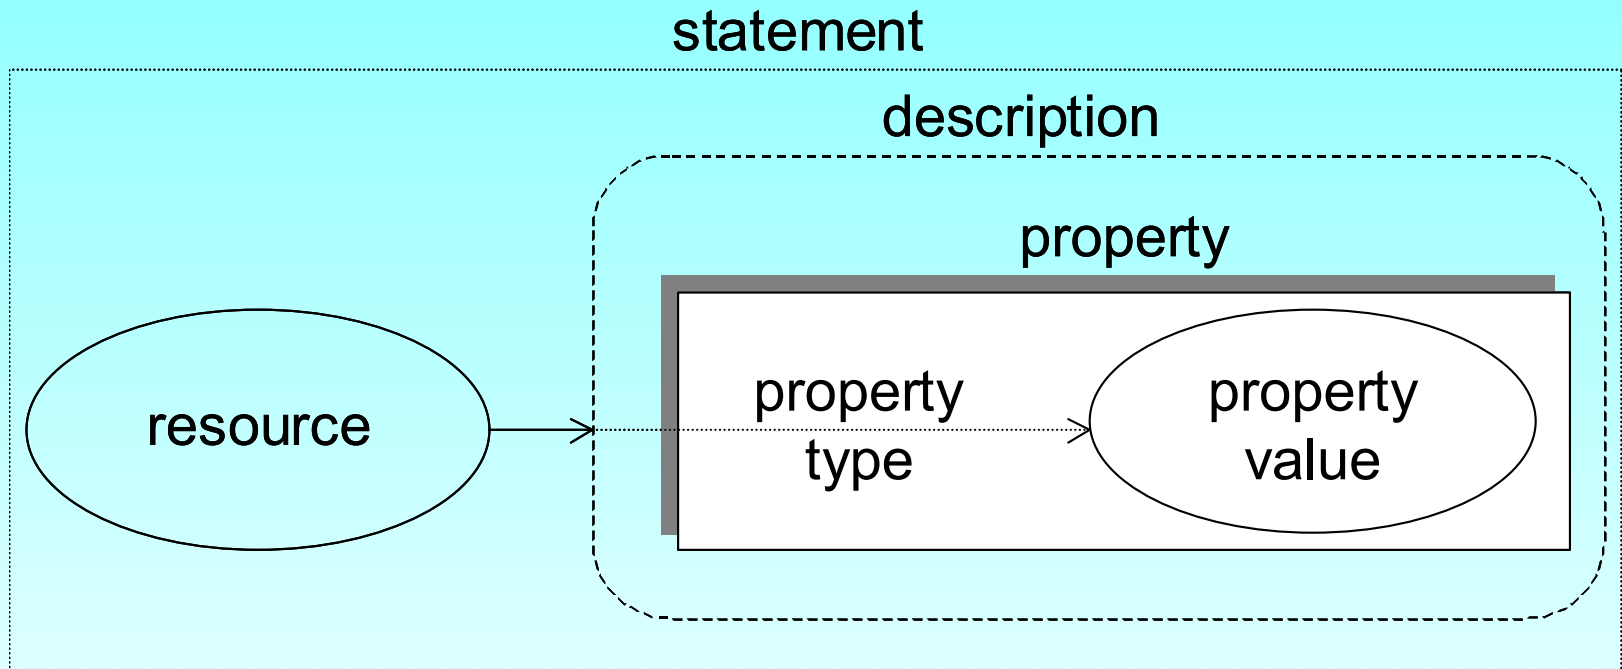 statement
description
property
resource
property
type
property
value